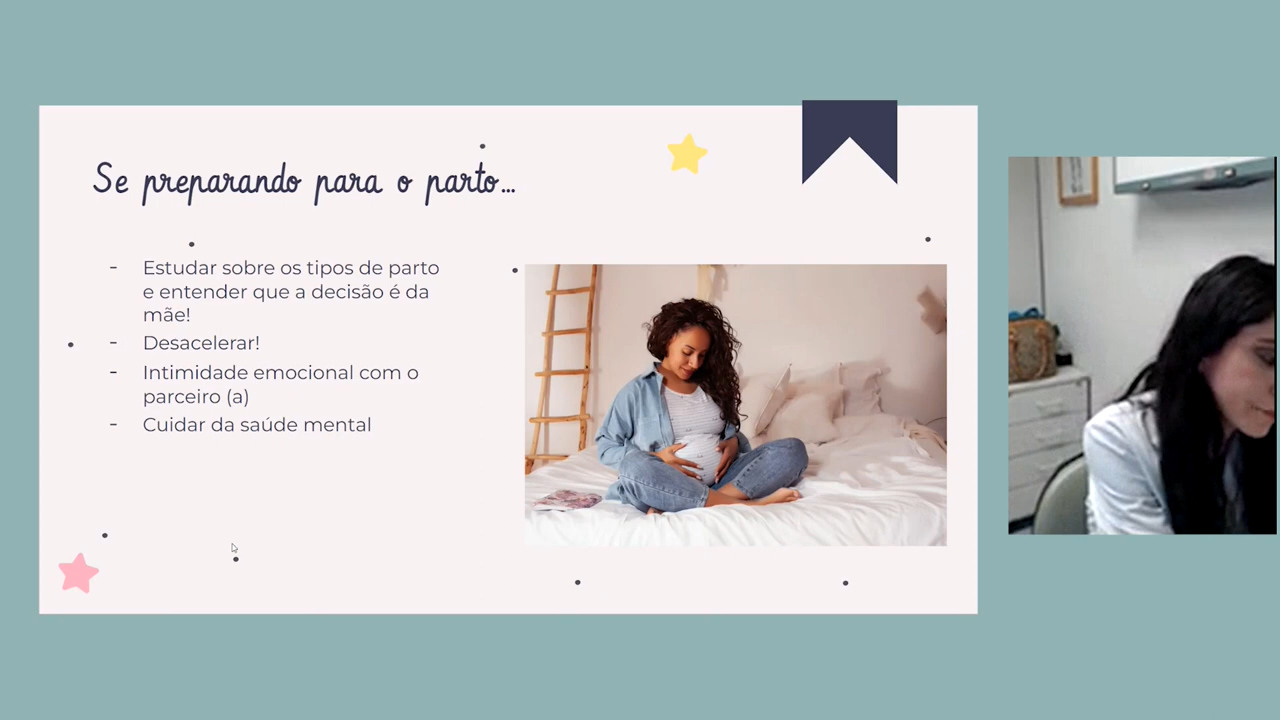 Se preparando para o parto...
- Estudar sobre os tipos de parto
e entender que a decisão é da
mãe!
- Desacelerar!
- Intimidade emocional com o
parceiro (a)
- Cuidar da saúde mental